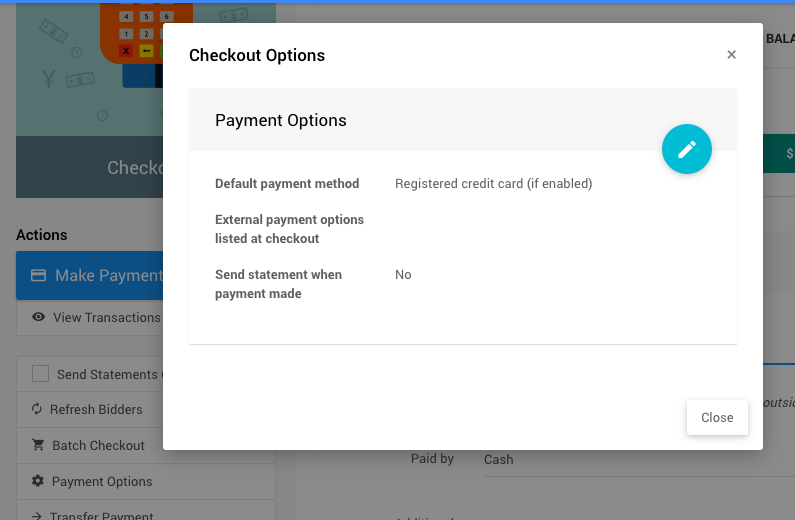 4 5 6
1 2 3
X ←
Checkout Options
×
BALA
Payment Options
$
Default payment method
Registered credit card (if enabled)
External payment options
listed at checkout
Send statement when
payment made
No
Close
Actions
Make Payment
View Transactions
Send Statements
Refresh Bidders
Batch Checkout
Payment Options
Transfer Payment
outsid
Paid by
Cash